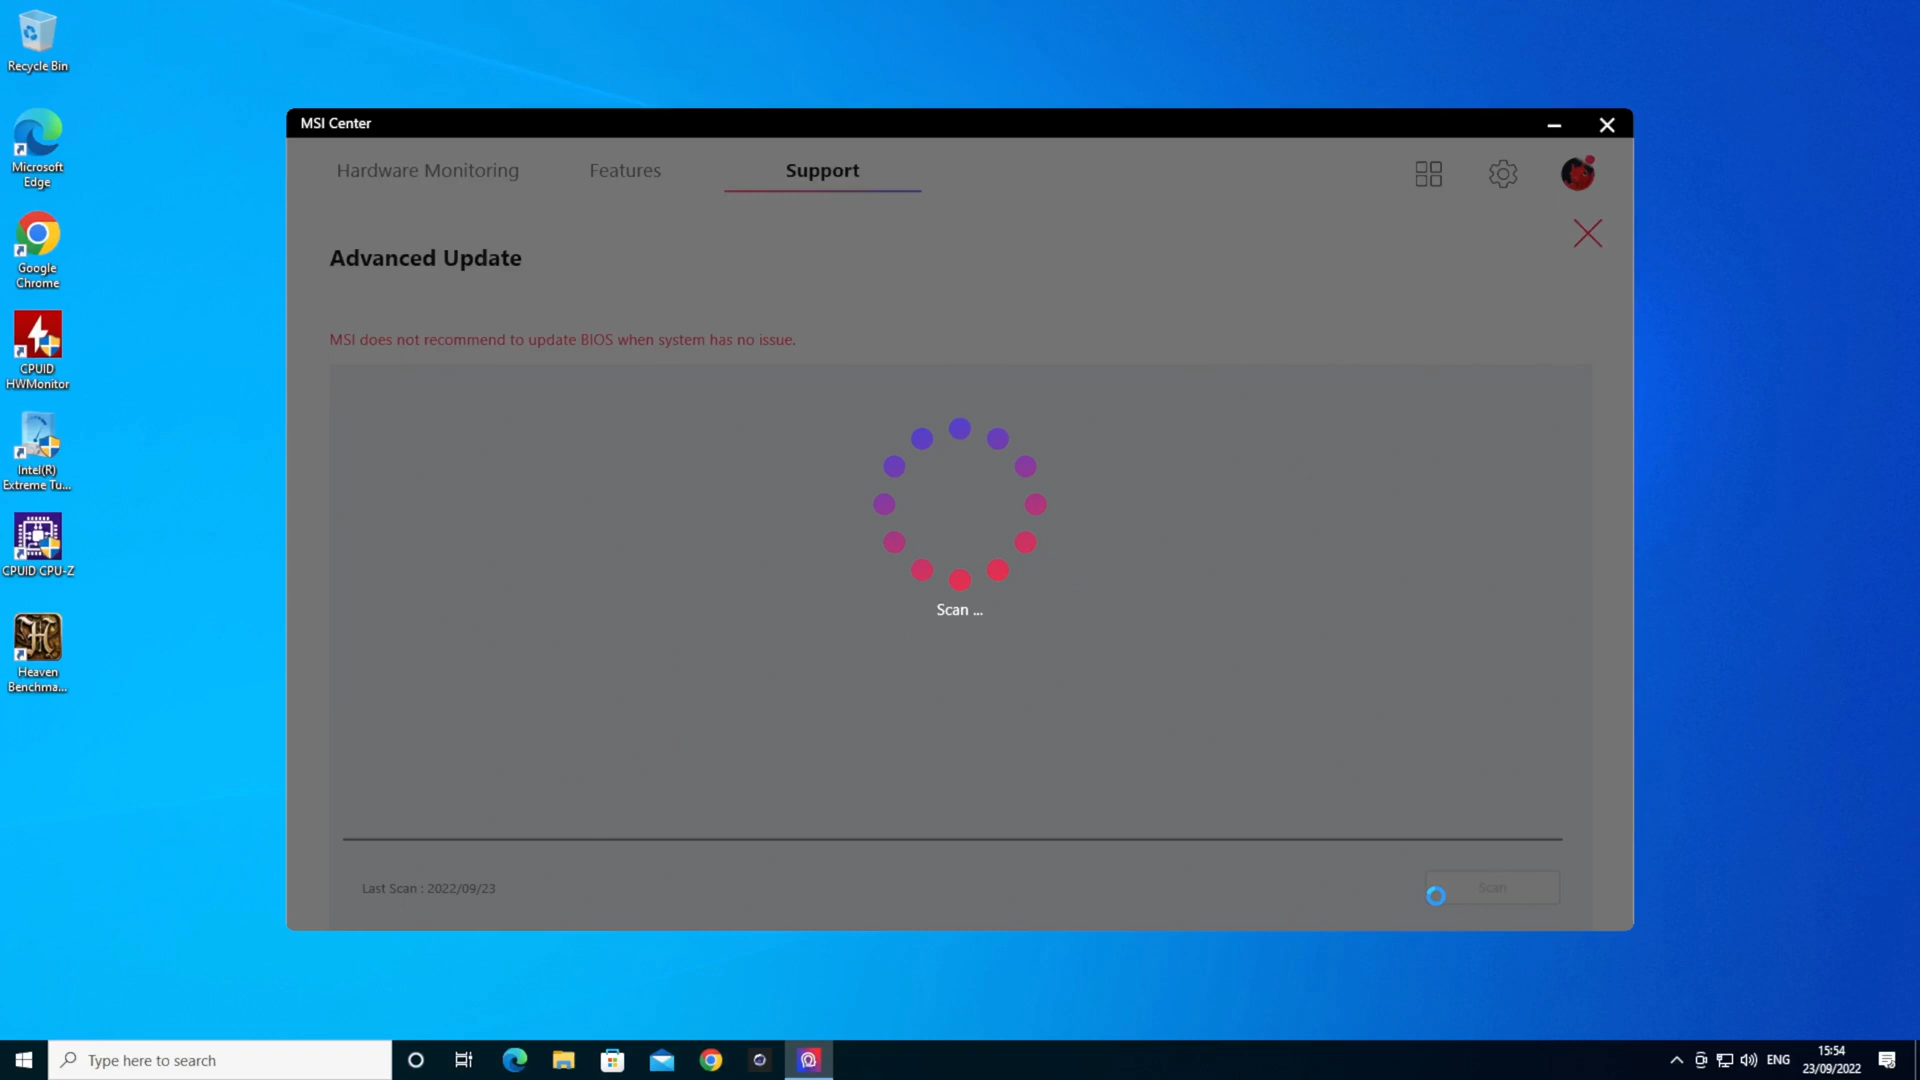 Recycle Bin
Microsoft
Edge
Google
Chrome
CPUID
HWMonitor
Intel(R)
Extreme Tu...
CPUID CPU-Z
Heaven
Benchma...
MSI Center
Hardware Monitoring
Features
Support
Advanced Update
MSI does not recommend to update BIOS when system has no issue.
Scan ...
Last Scan : 2022/09/23
Scan
Type here to search
ENG
15:54
23/09/2022